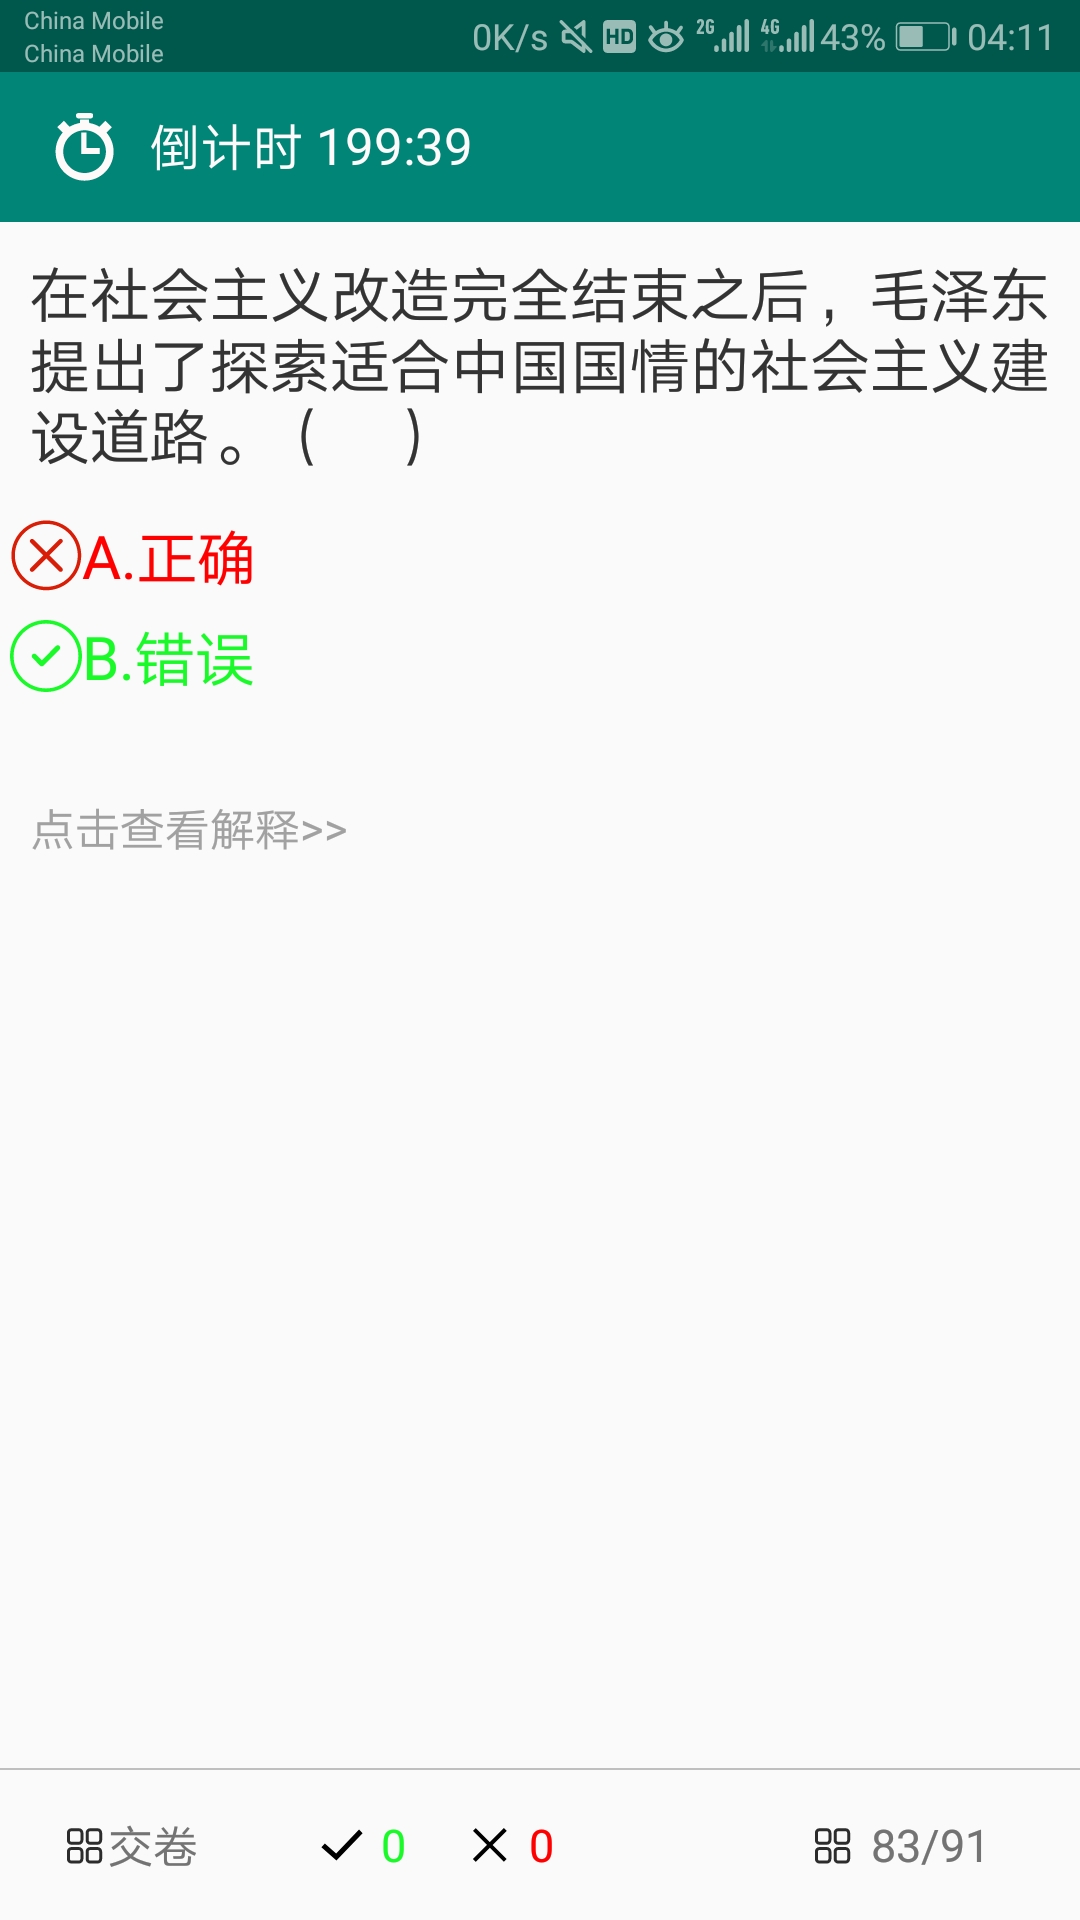 China Mobile
China Mobile
0K/s HD 2G 4G 43% 04:11
倒计时 199:39
在社会主义改造完全结束之后，毛泽东
提出了探索适合中国国情的社会主义建
设道路。（ ）
A.正确
B.错误
点击查看解释>>
交卷 0 0 83/91